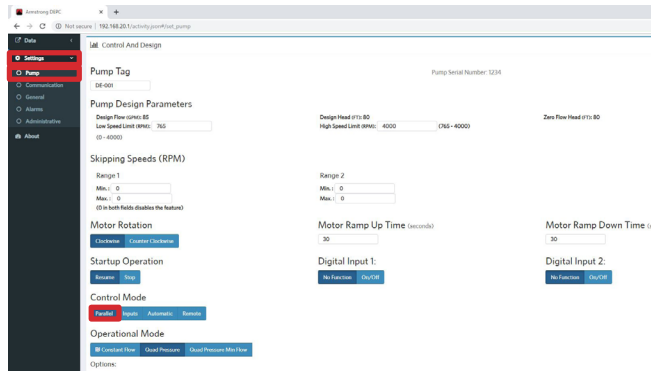 Armstrong DEPC × +
Not secure | 192.168.20.1/activity.json#/set_pump
Data
Control And Design
Settings
Pump
Communication
General
Alarms
Administrative
About
Pump Tag
Pump Serial Number: 1234
DE-001
Pump Design Parameters
Design Flow (GPM): 85 Design Head (FT): 80 Zero Flow Head (FT): 80
Low Speed Limit (RPM): 765 High Speed Limit (RPM): 4000 (765 - 4000)
(0 - 4000)
Skipping Speeds (RPM)
Range 1 Range 2
Min. : 0 Min. : 0
Max. : 0 Max. : 0
(0 in both fields disables the feature)
Motor Rotation Motor Ramp Up Time (seconds) Motor Ramp Down Time (
Clockwise Counter Clockwise 30 30
Startup Operation Digital Input 1: Digital Input 2:
Resume Stop No Function On/Off No Function On/Off
Control Mode
Parallel Inputs Automatic Remote
Operational Mode
Constant Flow Quad Pressure Quad Pressure Min Flow
Options: